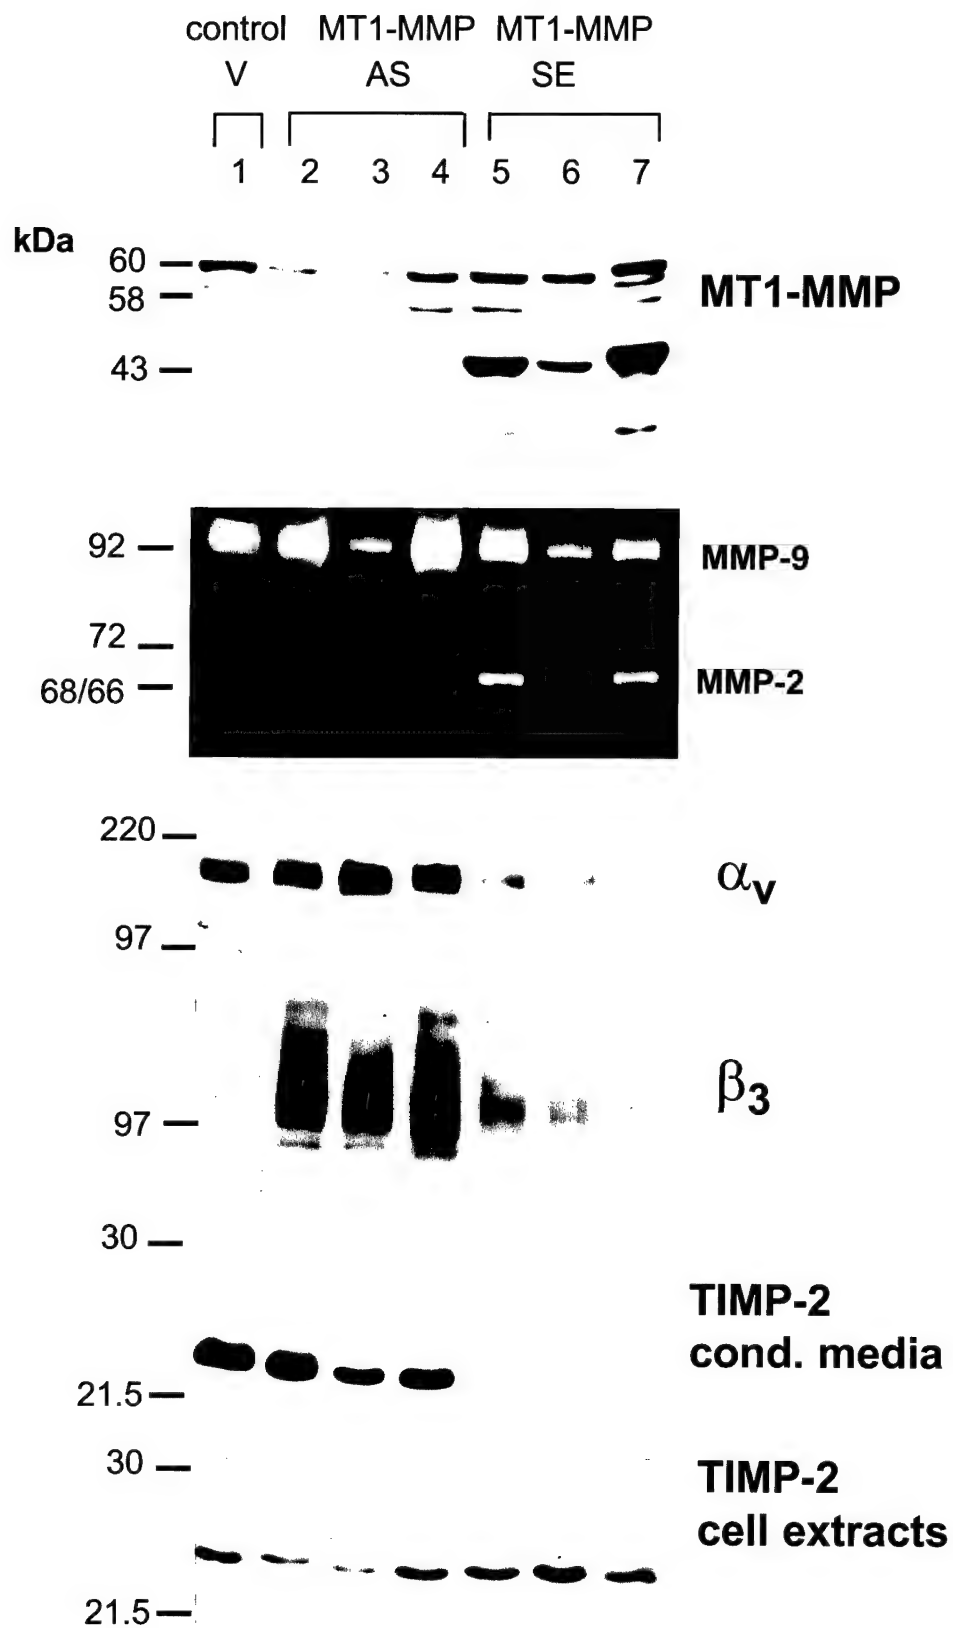 control MT1-MMP MT1-MMP
V AS SE
1 2 3 4 5 6 7
kDa
60
58
43
MT1-MMP
92
72
68/66
MMP-9
MMP-2
220
97
αv
97
β3
30
21.5
TIMP-2
cond. media
30
21.5
TIMP-2
cell extracts